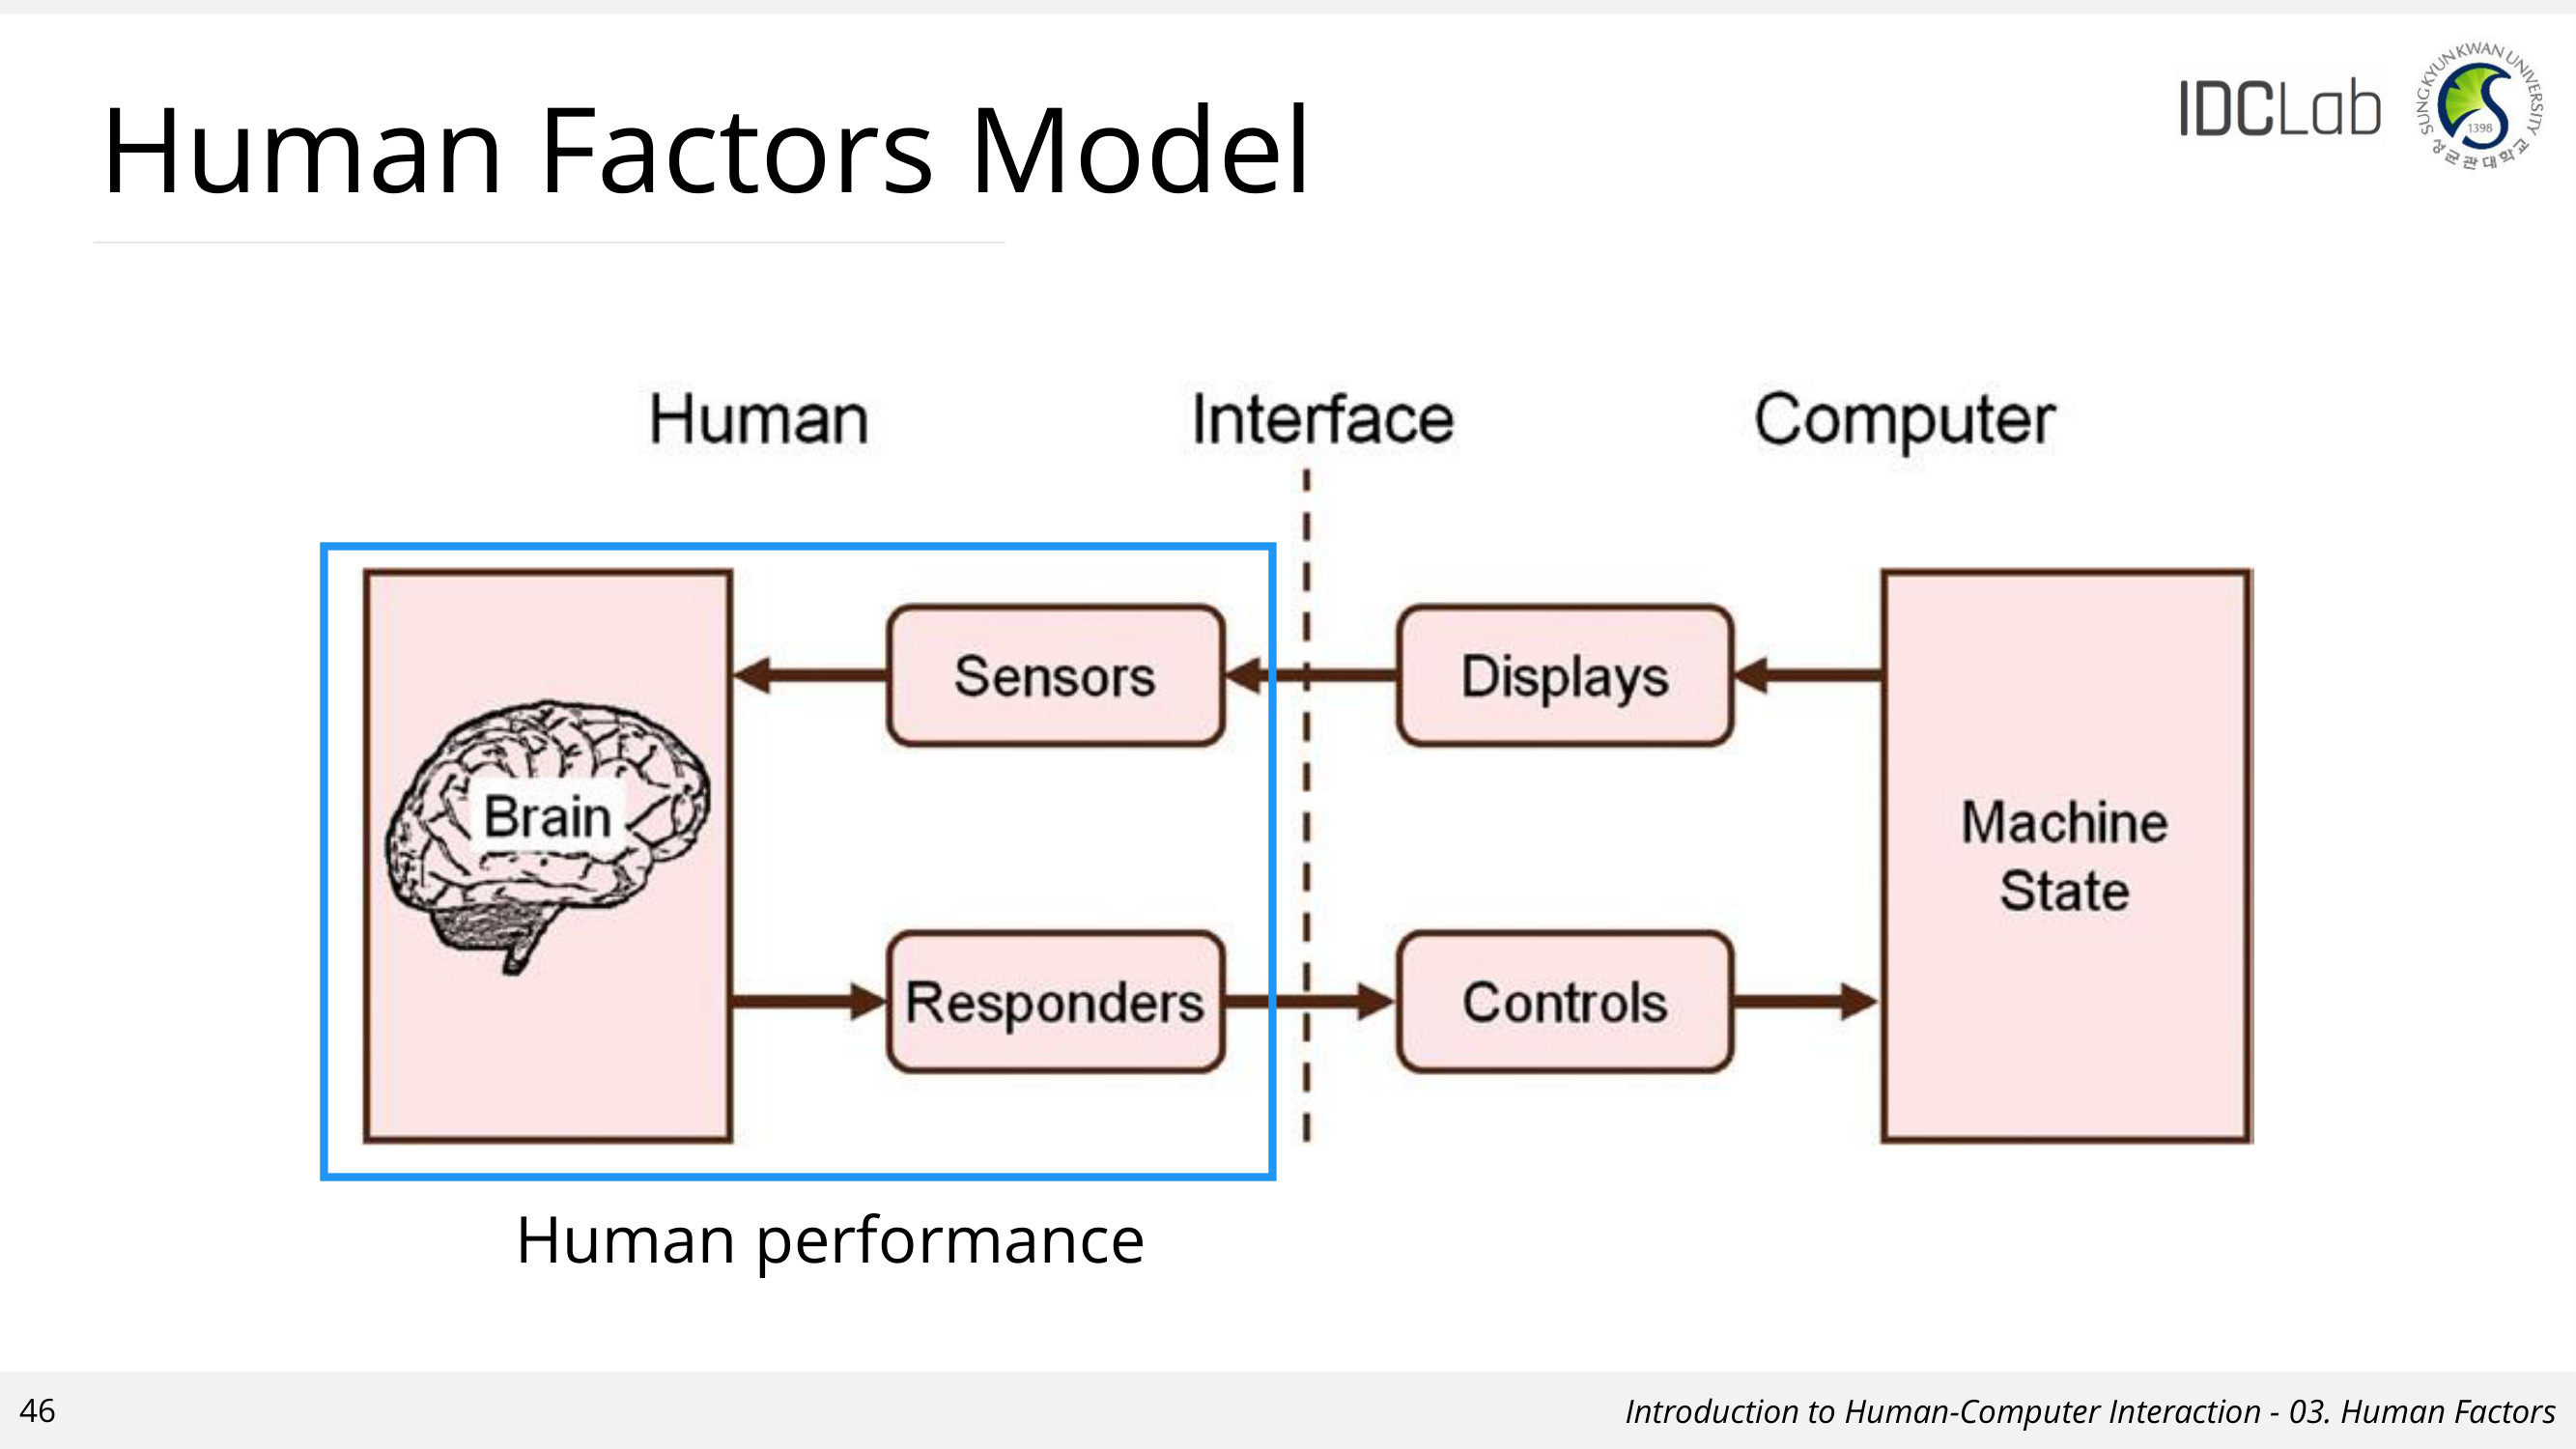 Human Factors Model
IDCLab
SUNGKYUNKWAN UNIVERSITY
1398
성균관대학교
Human Interface Computer
Sensors Displays
Brain
Machine
State
Responders Controls
Human performance
46
Introduction to Human-Computer Interaction - 03. Human Factors